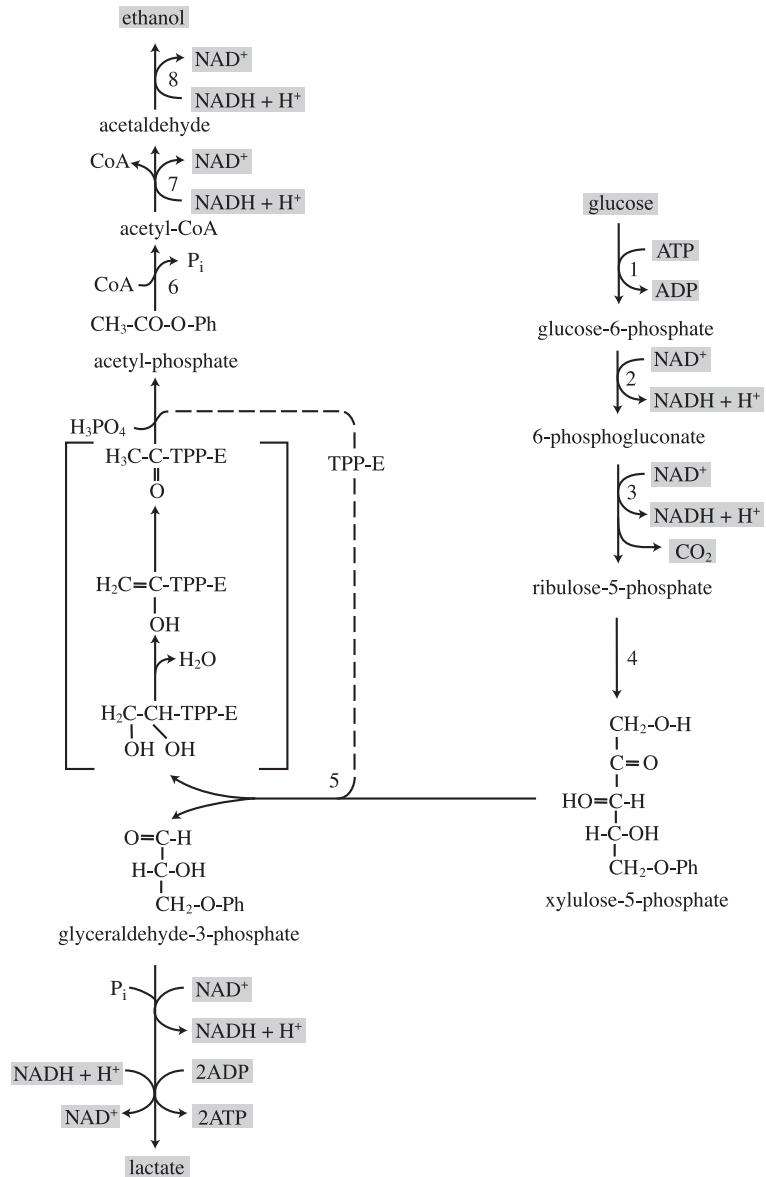 ethanol
NAD⁺
8
NADH + H⁺
acetaldehyde
CoA
NAD⁺
7
NADH + H⁺
acetyl-CoA
Pᵢ
CoA
6
CH₃-CO-O-Ph
acetyl-phosphate
H₃PO₄
H₃C-C-TPP-E
O
TPP-E
H₂C=C-TPP-E
OH
H₂O
H₂C-CH-TPP-E
OH OH
5
O=C-H
H-C-OH
CH₂-O-Ph
glyceraldehyde-3-phosphate
Pᵢ
NAD⁺
NADH + H⁺
NADH + H⁺
2ADP
NAD⁺
2ATP
lactate
glucose
ATP
1
ADP
glucose-6-phosphate
NAD⁺
2
NADH + H⁺
6-phosphogluconate
NAD⁺
3
NADH + H⁺
CO₂
ribulose-5-phosphate
4
CH₂-O-H
C=O
HO=C-H
H-C-OH
CH₂-O-Ph
xylulose-5-phosphate